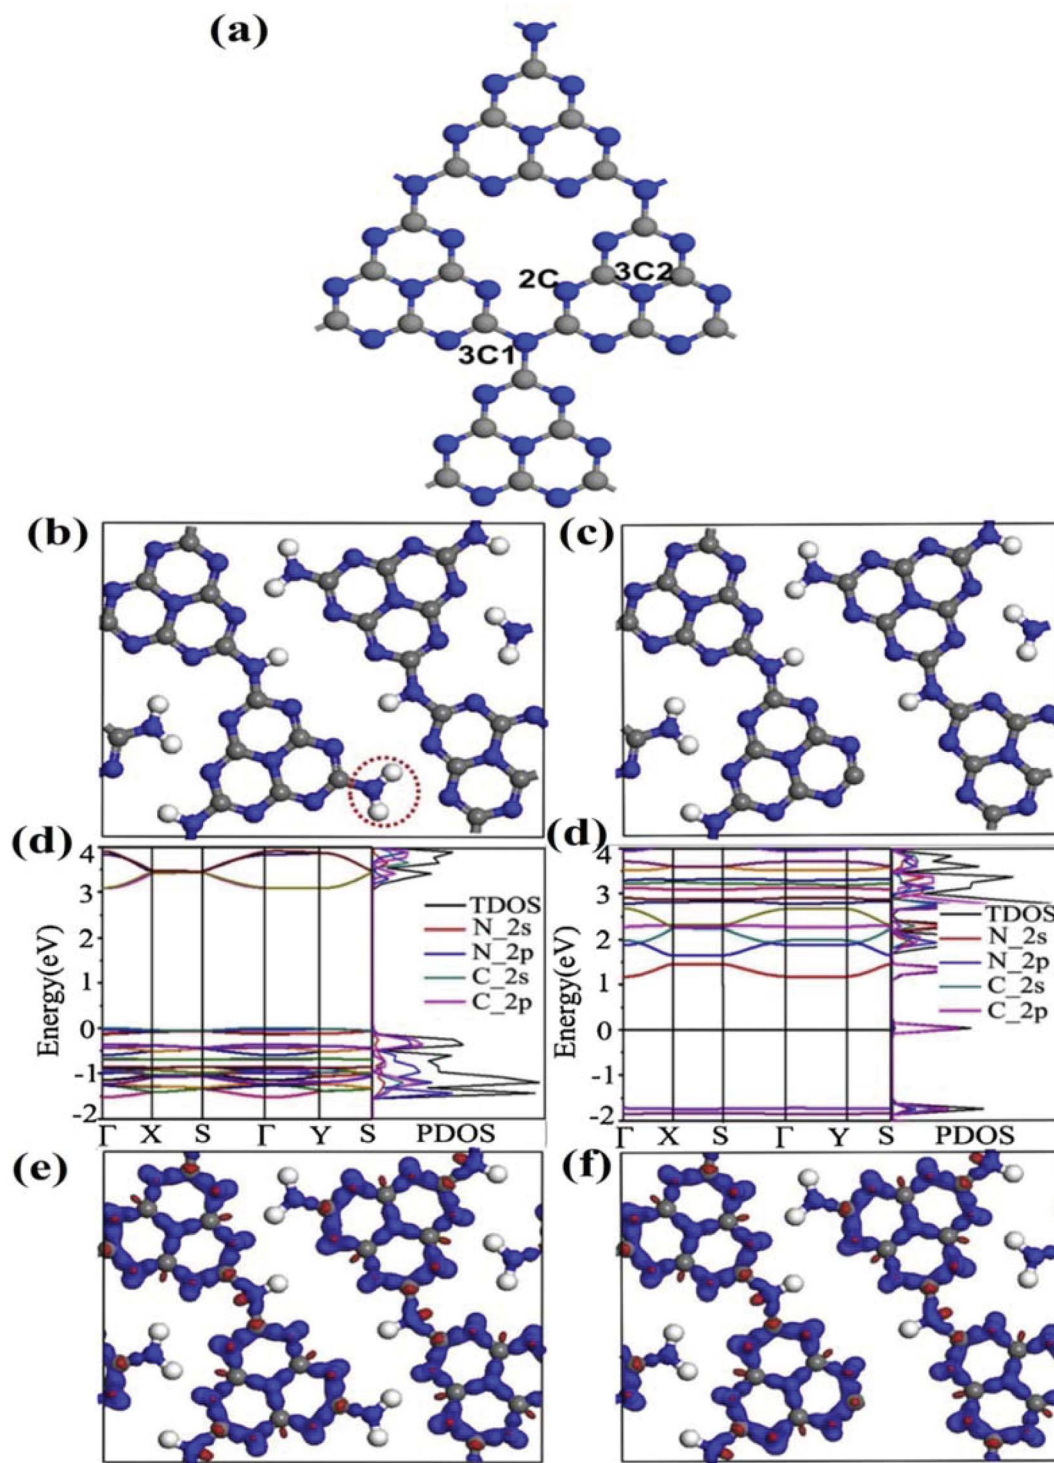 (a)
2C
3C2
3C1
(b)
(c)
(d)
4
3
2
1
0
-1
-2
Energy(eV)
TDOS
N_2s
N_2p
C_2s
C_2p
Γ X S Γ Y S PDOS
(d)
4
3
2
1
0
-1
-2
Energy(eV)
TDOS
N_2s
N_2p
C_2s
C_2p
Γ X S Γ Y S PDOS
(e)
(f)